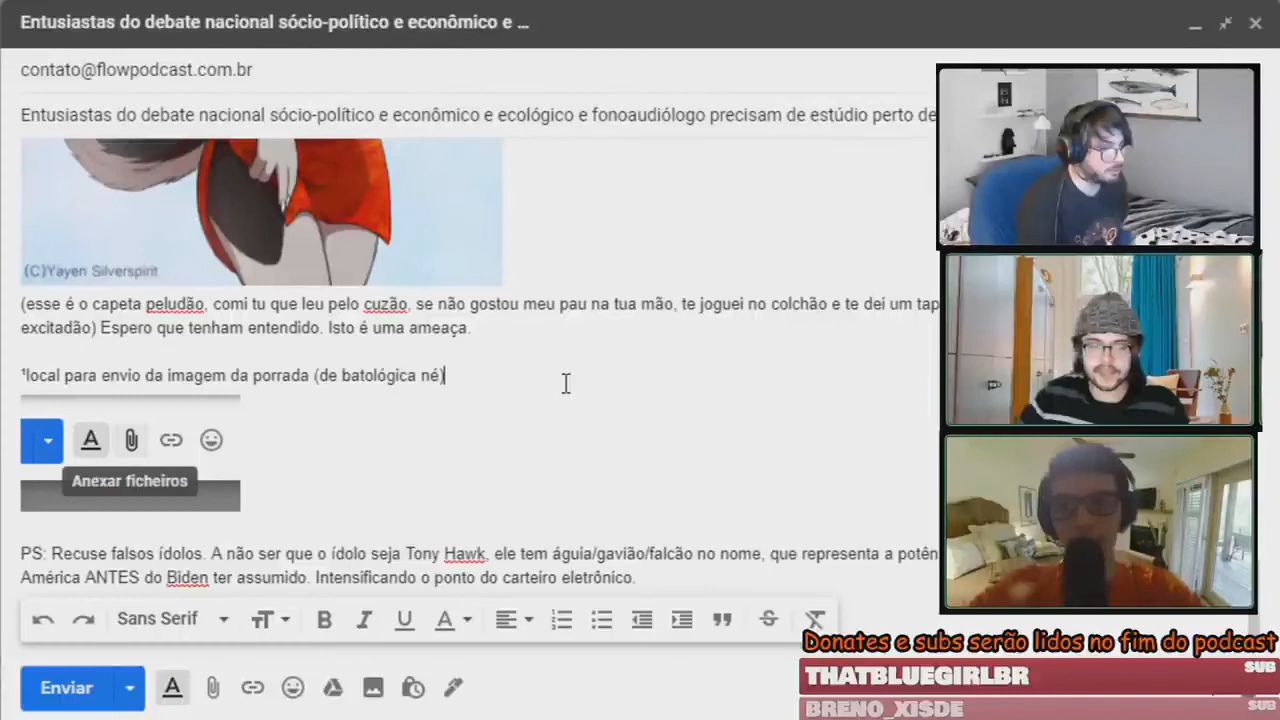 Entusiastas do debate nacional sócio-político e econômico e ...
contato@flowpodcast.com.br
Entusiastas do debate nacional sócio-político e econômico e ecológico e fonoaudiólogo precisam de estúdio perto de
(C)Yayen Silverspirit
(esse é o capeta peludão, comi tu que leu pelo cuzão, se não gostou meu pau na tua mão, te joguei no colchão e te dei um tap
excitadão) Espero que tenham entendido. Isto é uma ameaça.
¹local para envio da imagem da porrada (de batológica né)
Anexar ficheiros
PS: Recuse falsos ídolos. A não ser que o ídolo seja Tony Hawk, ele tem águia/gavião/falcão no nome, que representa a potên
América ANTES do Biden ter assumido. Intensificando o ponto do carteiro eletrônico.
Sans Serif
Enviar
Donates e subs serão lidos no fim do podcast
THATBLUEGIRLBR SUB
BRENO_XISDE SUB